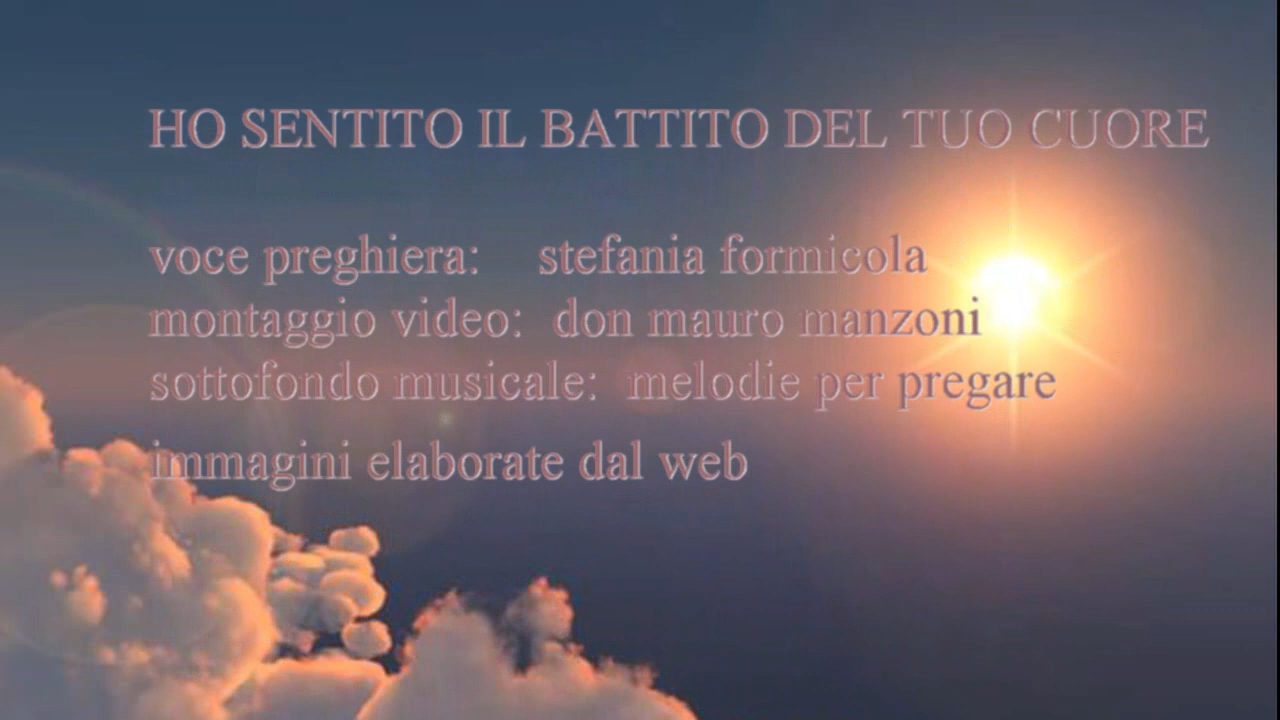 HO SENTITO IL BATTITO DEL TUO CUORE
voce preghiera: stefania formicola
montaggio video: don mauro manzoni
sottofondo musicale: melodie per pregare
immagini elaborate dal web